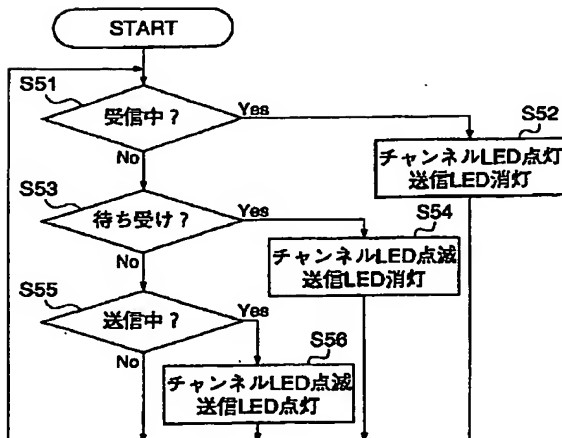 START
S51
受信中?
Yes
No
S52
チャンネルLED点灯
送信LED消灯
S53
待ち受け?
Yes
No
S54
チャンネルLED点滅
送信LED消灯
S55
送信中?
Yes
No
S56
チャンネルLED点滅
送信LED点灯